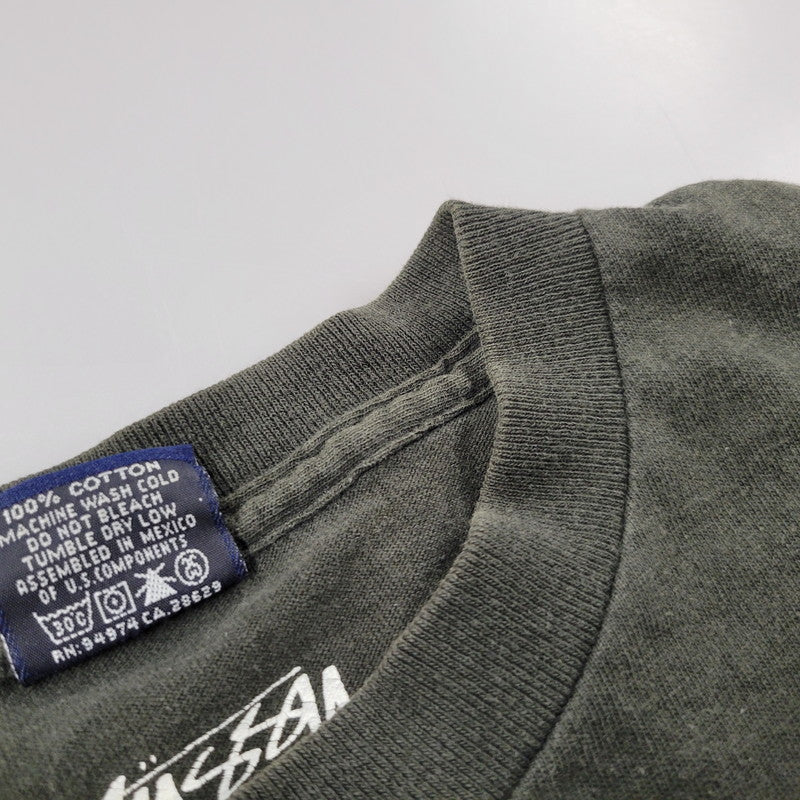 100% COTTON
MACHINE WASH COLD
DO NOT BLEACH
TUMBLE DRY LOW
ASSEMBLED IN MEXICO
OF U.S. COMPONENTS
30C
RN: 94974 CA. 28629